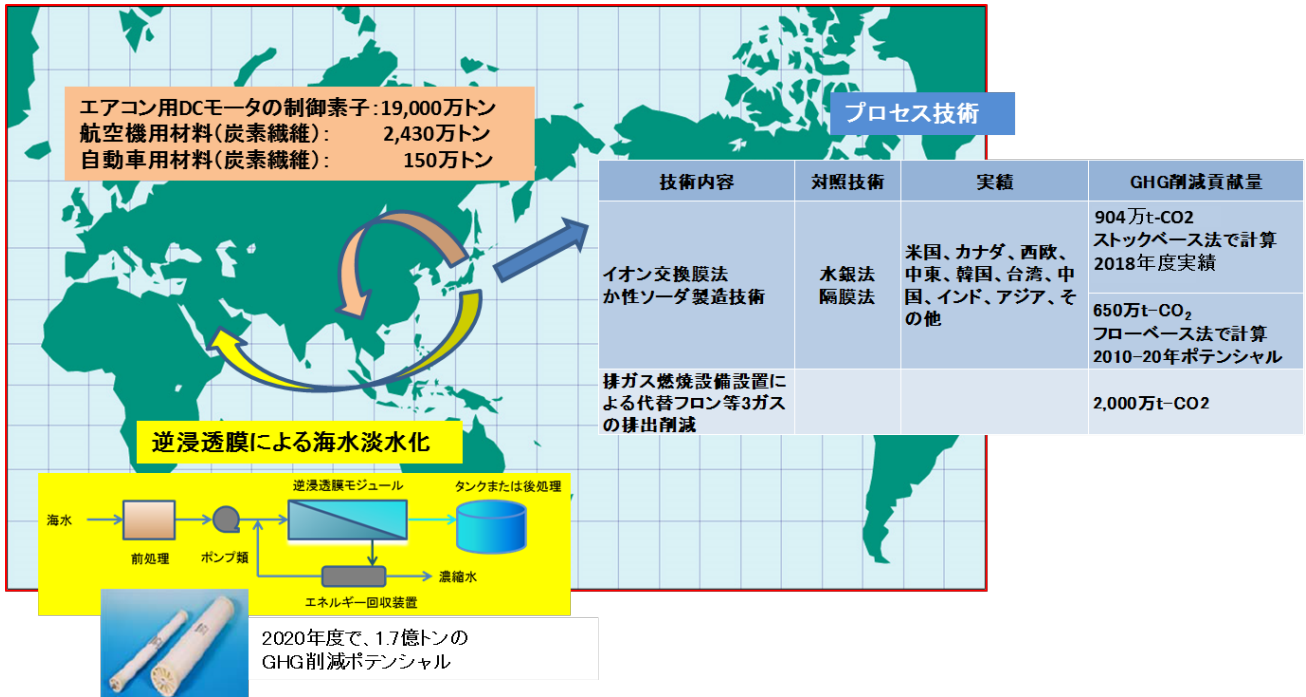 エアコン用DCモータの制御素子:19,000万トン
航空機用材料(炭素繊維): 2,430万トン
自動車用材料(炭素繊維): 150万トン
プロセス技術
技術内容 対照技術 実績 GHG削減貢献量
イオン交換膜法
か性ソーダ製造技術
水銀法
隔膜法
米国、カナダ、西欧、
中東、韓国、台湾、中
国、インド、アジア、そ
の他
904万t-CO2
ストックベース法で計算
2018年度実績
650万t-CO₂
フローベース法で計算
2010-20年ポテンシャル
排ガス燃焼設備設置に
よる代替フロン等3ガス
の排出削減
2,000万t-CO2
逆浸透膜による海水淡水化
逆浸透膜モジュール
タンクまたは後処理
海水
前処理
ポンプ類
濃縮水
エネルギー回収装置
2020年度で、1.7億トンの
GHG削減ポテンシャル